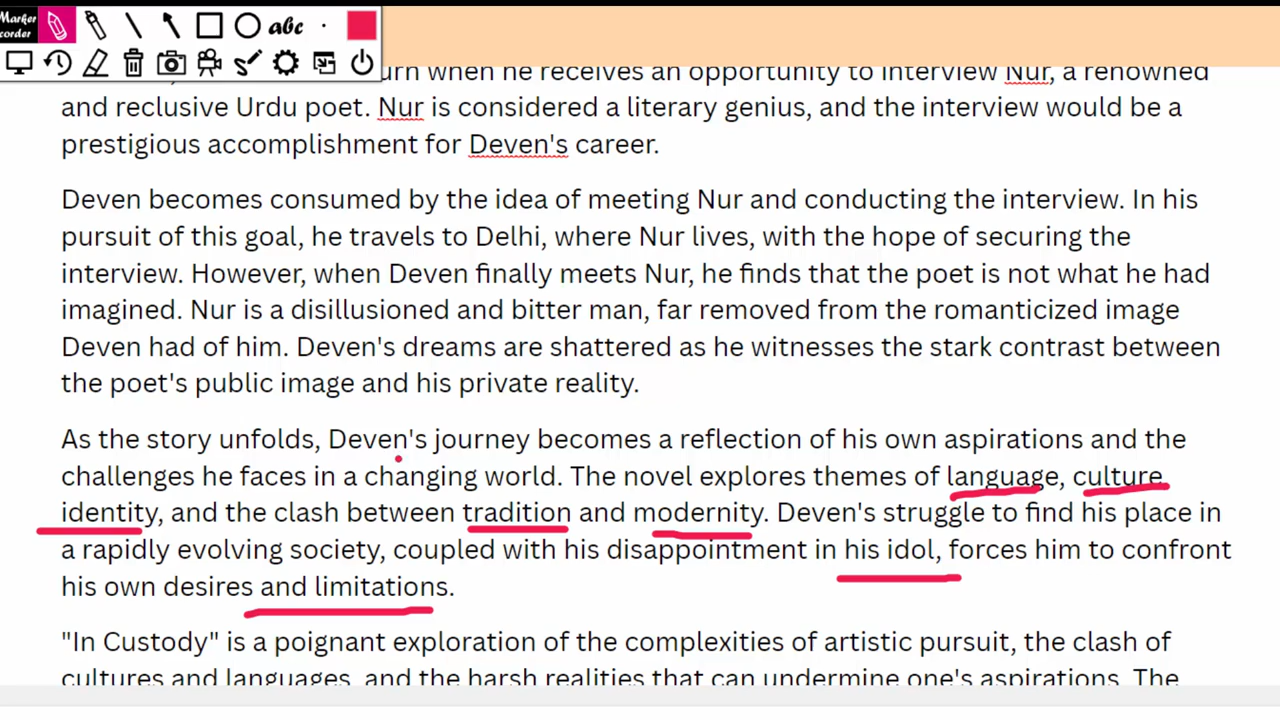 Marker
corder
abc
urn when he receives an opportunity to interview Nur, a renowned
and reclusive Urdu poet. Nur is considered a literary genius, and the interview would be a
prestigious accomplishment for Deven's career.
Deven becomes consumed by the idea of meeting Nur and conducting the interview. In his
pursuit of this goal, he travels to Delhi, where Nur lives, with the hope of securing the
interview. However, when Deven finally meets Nur, he finds that the poet is not what he had
imagined. Nur is a disillusioned and bitter man, far removed from the romanticized image
Deven had of him. Deven's dreams are shattered as he witnesses the stark contrast between
the poet's public image and his private reality.
As the story unfolds, Deven's journey becomes a reflection of his own aspirations and the
challenges he faces in a changing world. The novel explores themes of language, culture
identity, and the clash between tradition and modernity. Deven's struggle to find his place in
a rapidly evolving society, coupled with his disappointment in his idol, forces him to confront
his own desires and limitations.
"In Custody" is a poignant exploration of the complexities of artistic pursuit, the clash of
cultures and languages, and the harsh realities that can undermine one's aspirations. The